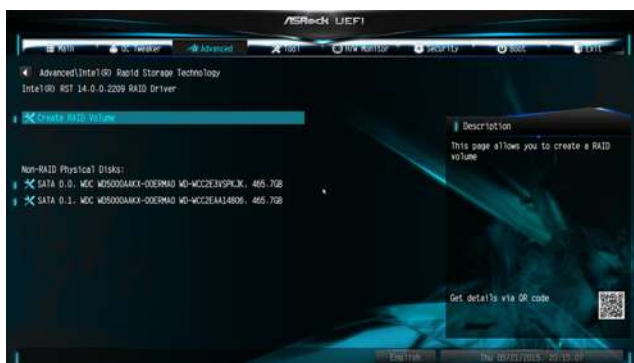 ASRock UEFI
Main
OC Tweaker
Advanced
Tool
H/W Monitor
Security
Boot
Exit
Advanced\Intel(R) Rapid Storage Technology
Intel(R) RST 14.0.0.2209 RAID Driver
Create RAID Volume
Description
This page allows you to create a RAID
volume
Non-RAID Physical Disks:
SATA 0.0, WDC WD5000AAKX-00ERMA0 WD-WCC2E3VSPKJK, 465.7GB
SATA 0.1, WDC WD5000AAKX-00ERMA0 WD-WCC2EAA14806, 465.7GB
Get details via QR code
English